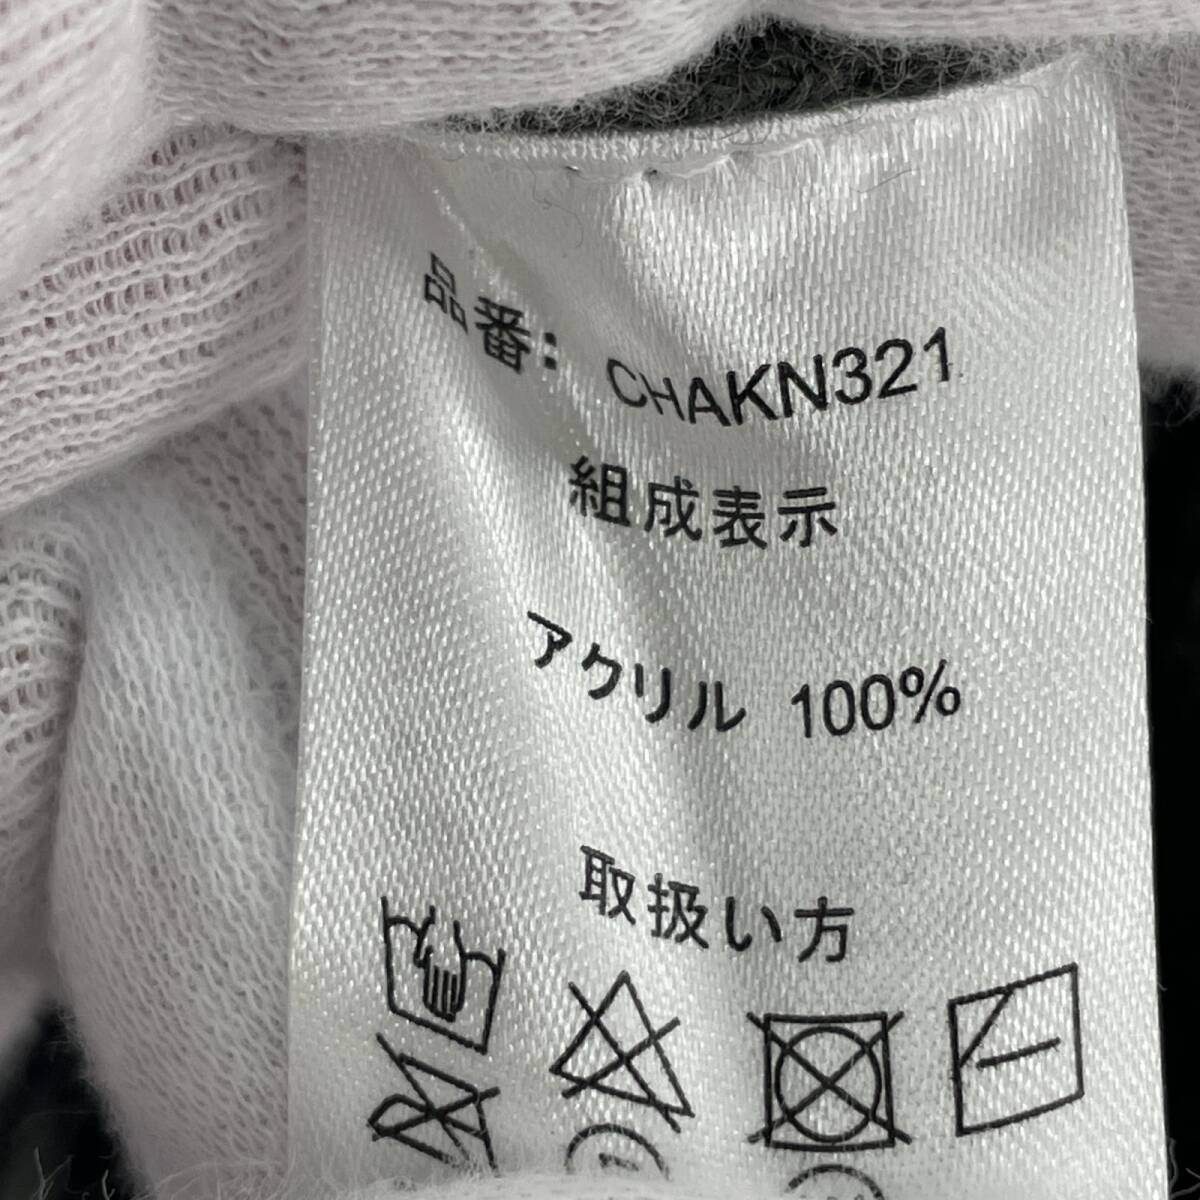 品番: CHAKN321
組成表示
アクリル 100%
取扱い方